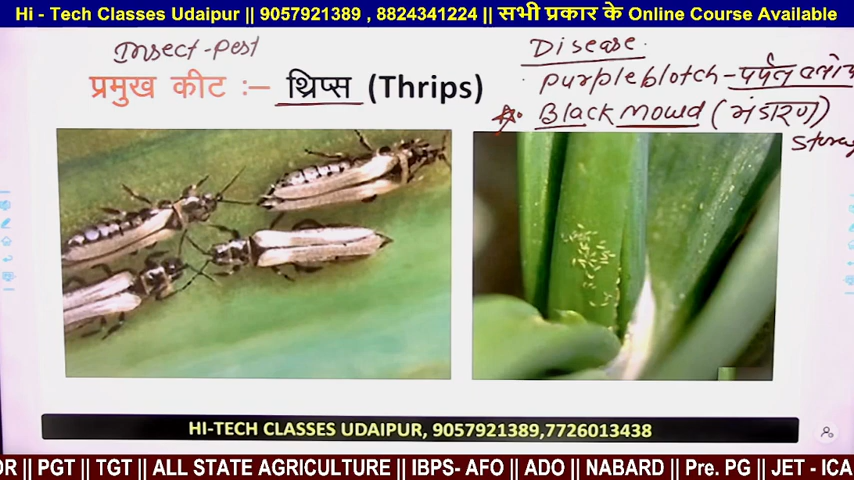 Hi - Tech Classes Udaipur || 9057921389 , 8824341224 || सभी प्रकार के Online Course Available
Insect-pest
प्रमुख कीट :– थ्रिप्स (Thrips)
Disease.
purpleblotch-पर्पल
Black mould (भंडारण)
HI-TECH CLASSES UDAIPUR, 9057921389,7726013438
OR || PGT || TGT || ALL STATE AGRICULTURE || IBPS- AFO || ADO || NABARD || Pre. PG || JET - ICA